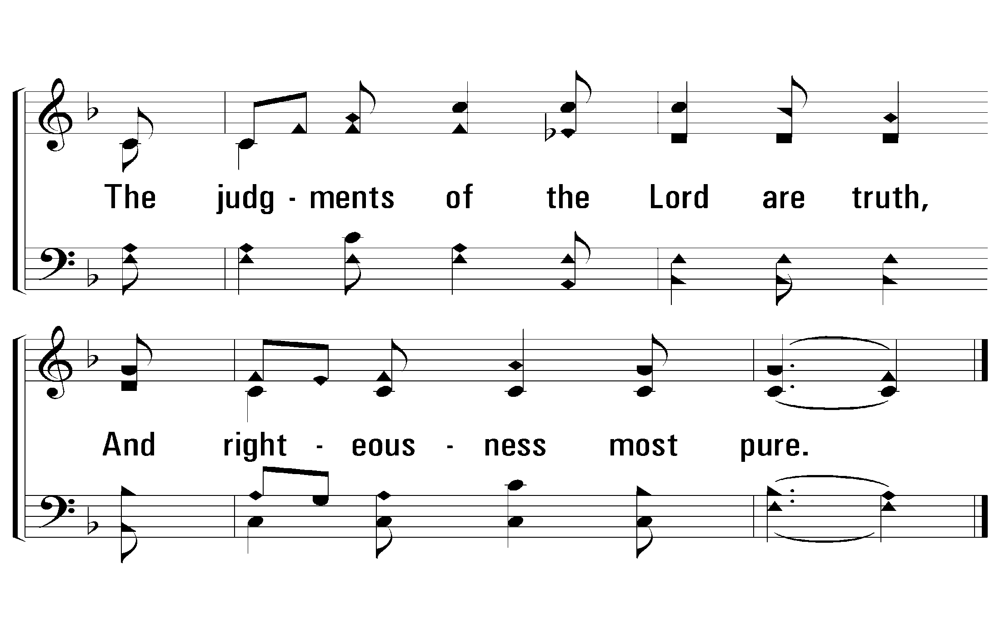 The judg - ments of the Lord are truth,
And right - eous - ness most pure.